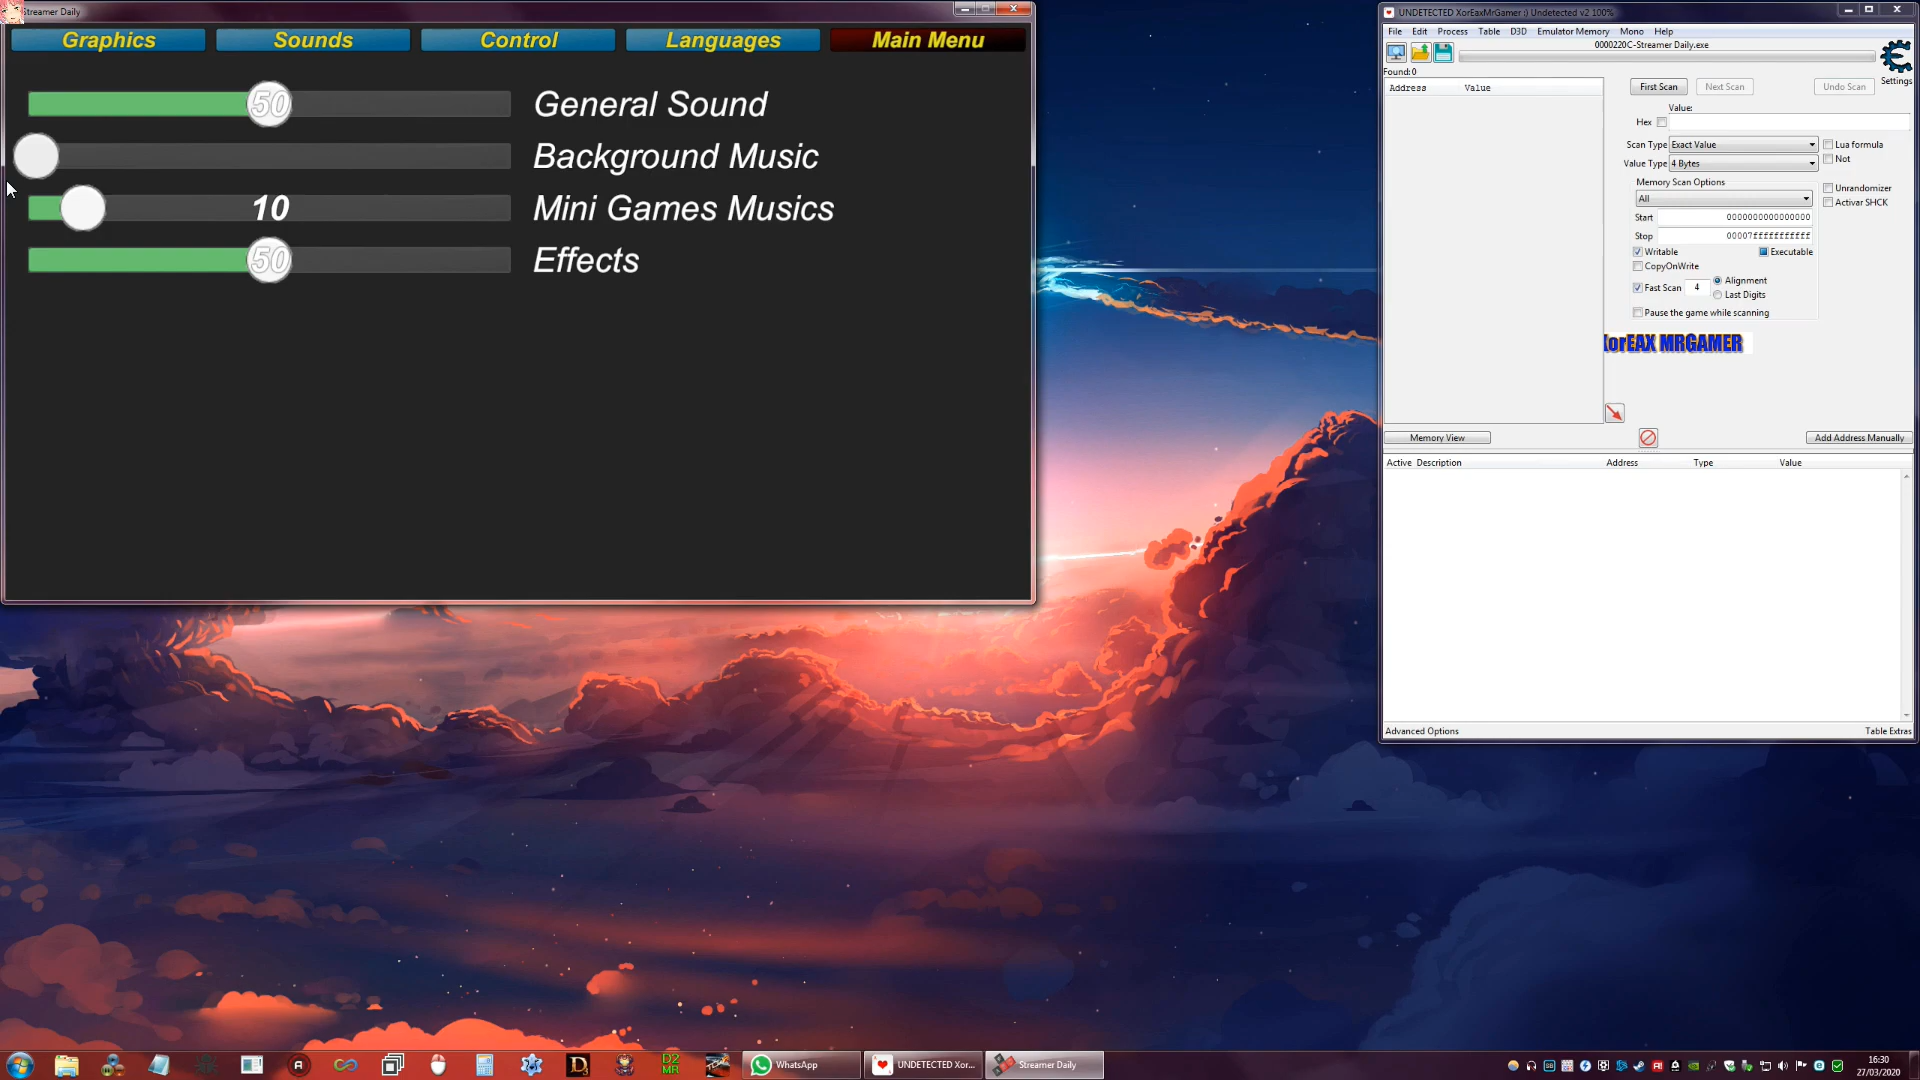 Streamer Daily
Graphics
Sounds
Control
Languages
Main Menu
50
General Sound
Background Music
10
Mini Games Musics
50
Effects
UNDETECTED XorEaxMrGamer :) Undetected v2 100%
File Edit Process Table D3D Emulator Memory Mono Help
0000220C-Streamer Daily.exe
Settings
Found:0
Address Value
First Scan
Next Scan
Undo Scan
Value:
Hex
Scan Type Exact Value
Lua formula
Value Type 4 Bytes
Not
Memory Scan Options
All
Unrandomizer
Activar SHCK
Start 0000000000000000
Stop 00007fffffffffff
Writable
Executable
CopyOnWrite
Fast Scan 4
Alignment
Last Digits
Pause the game while scanning
XorEAX MRGAMER
Memory View
Add Address Manually
Active Description Address Type Value
Advanced Options
Table Extras
WhatsApp
UNDETECTED Xor...
Streamer Daily
16:30
27/03/2020